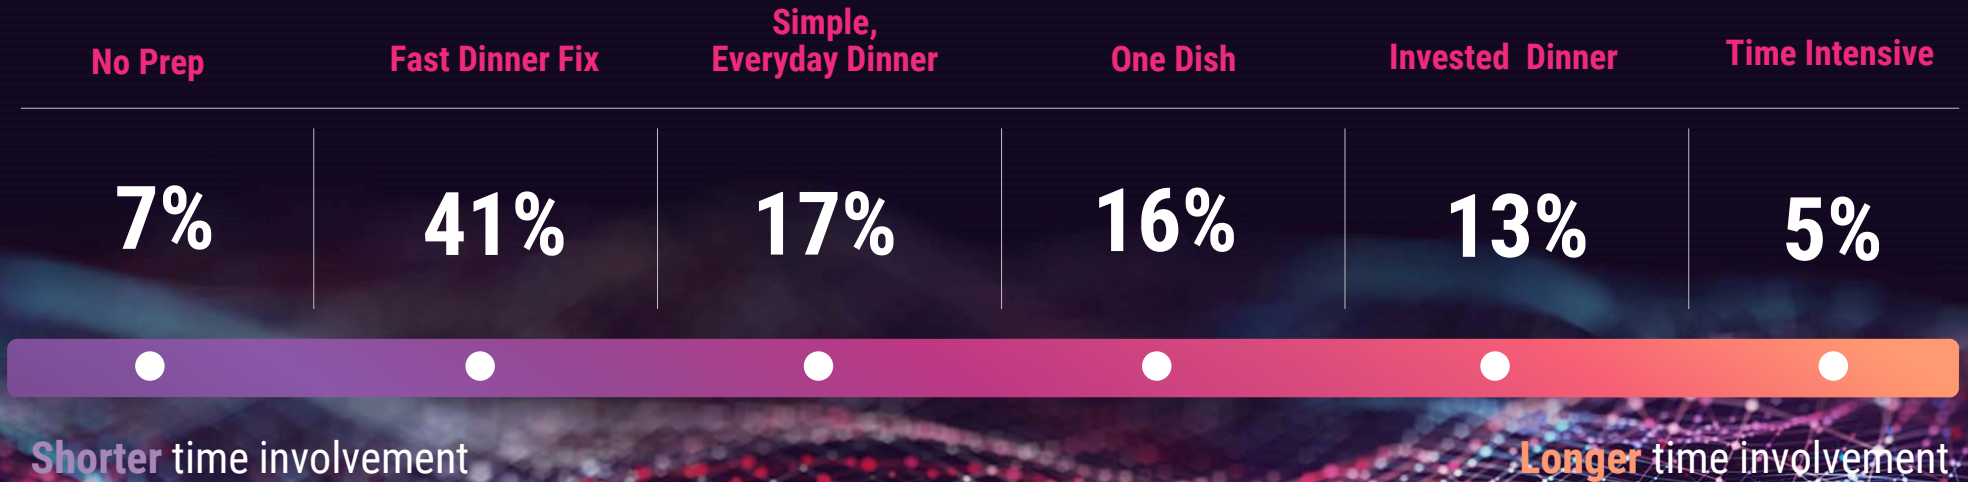 No Prep
Fast Dinner Fix
Simple,
Everyday Dinner
One Dish
Invested  Dinner
Time Intensive
7%
41%
17%
16%
13%
5%
Shorter time involvement
Longer time involvement